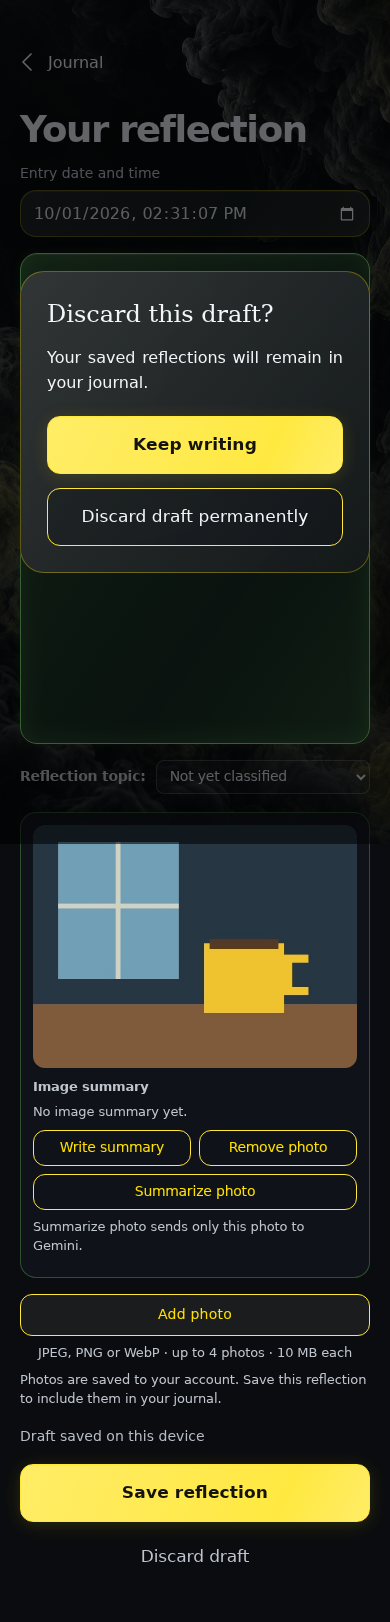 Journal
Your reflection
Entry date and time
10/01/2026, 02:31:07 PM
Discard this draft?
Your saved reflections will remain in
your journal.
Keep writing
Discard draft permanently
Reflection topic:
Not yet classified
Image summary
No image summary yet.
Write summary
Remove photo
Summarize photo
Summarize photo sends only this photo to
Gemini.
Add photo
JPEG, PNG or WebP · up to 4 photos · 10 MB each
Photos are saved to your account. Save this reflection
to include them in your journal.
Draft saved on this device
Save reflection
Discard draft